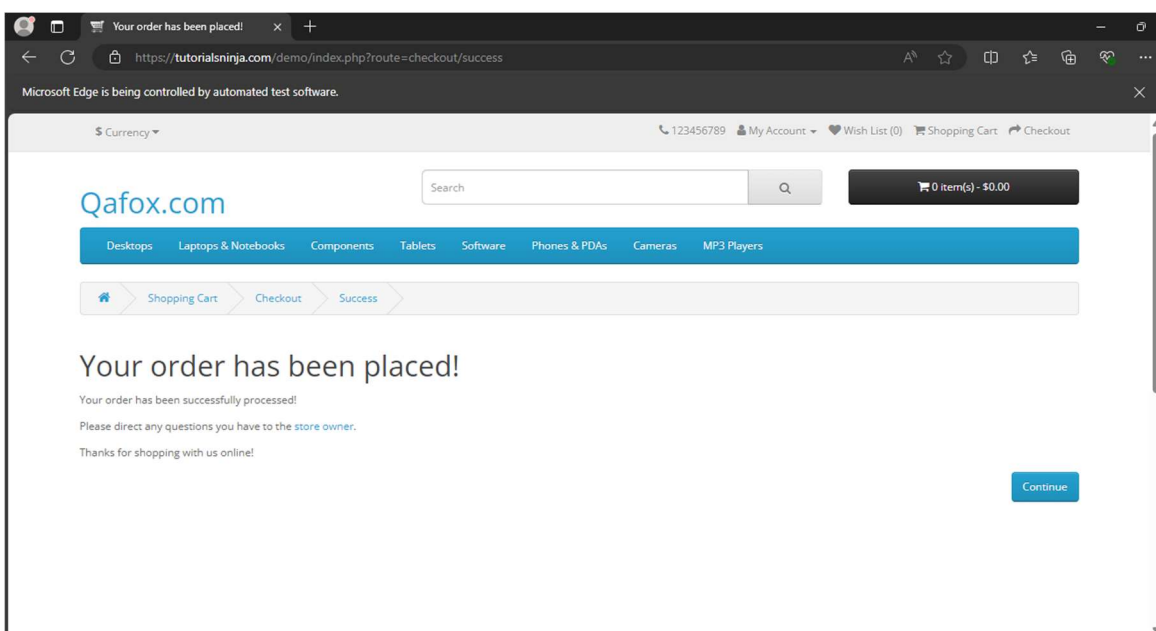 Your order has been placed!
https://tutorialsninja.com/demo/index.php?route=checkout/success
Microsoft Edge is being controlled by automated test software.
$ Currency
123456789 My Account Wish List (0) Shopping Cart Checkout
Qafox.com
Search
0 item(s) - $0.00
Desktops Laptops & Notebooks Components Tablets Software Phones & PDAs Cameras MP3 Players
Shopping Cart Checkout Success
Your order has been placed!
Your order has been successfully processed!
Please direct any questions you have to the store owner.
Thanks for shopping with us online!
Continue